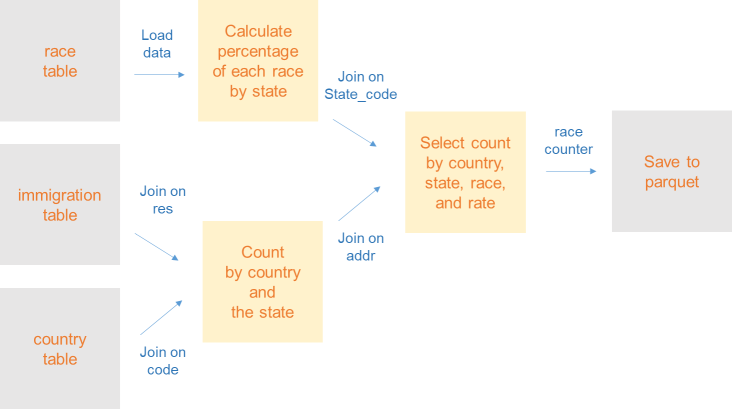 race
table
Load
data
Calculate
percentage
of each race
by state
Join on
State_code
immigration
table
Join on
res
country
table
Join on
code
Count
by country
and
the state
Join on
addr
Select count
by country,
state, race,
and rate
race
counter
Save to
parquet